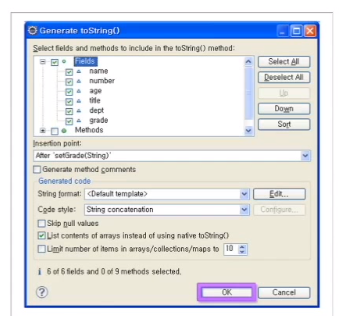 Generate toString()
Select fields and methods to include in the toString() method:
Fields
name
number
age
title
dept
grade
Methods
Select All
Deselect All
Up
Down
Sort
Insertion point:
After 'setGrade(String)'
Generate method comments
Generated code
String format: <Default template> Edit...
Code style: String concatenation Configure...
Skip null values
List contents of arrays instead of using native toString()
Limit number of items in arrays/collections/maps to 10
i 6 of 6 fields and 0 of 9 methods selected.
? OK Cancel